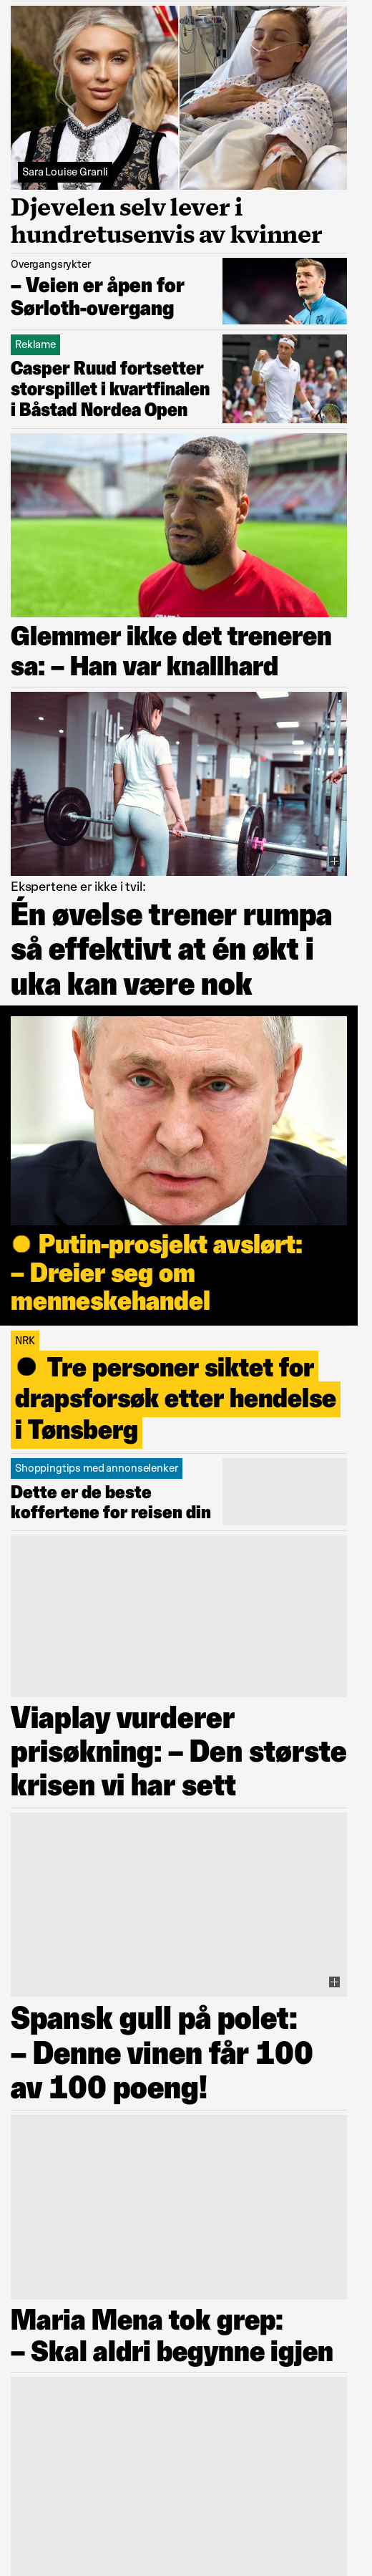 Sara Louise Granli
Djevelen selv lever i
hundretusenvis av kvinner
Overgangsrykter
– Veien er åpen for
Sørloth-overgang
Reklame
Casper Ruud fortsetter
storspillet i kvartfinalen
i Båstad Nordea Open
Glemmer ikke det treneren
sa: – Han var knallhard
Ekspertene er ikke i tvil:
Én øvelse trener rumpa
så effektivt at én økt i
uka kan være nok
Putin-prosjekt avslørt:
– Dreier seg om
menneskehandel
NRK
Tre personer siktet for
drapsforsøk etter hendelse
i Tønsberg
Shoppingtips med annonselenker
Dette er de beste
koffertene for reisen din
Viaplay vurderer
prisøkning: – Den største
krisen vi har sett
Spansk gull på polet:
– Denne vinen får 100
av 100 poeng!
Maria Mena tok grep:
– Skal aldri begynne igjen